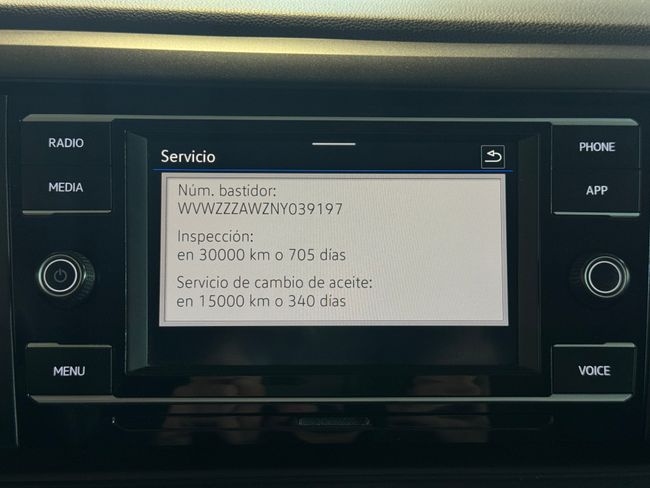 RADIO
MEDIA
MENU
Servicio
Núm. bastidor:
WVWZZZAWZNY039197
Inspección:
en 30000 km o 705 días
Servicio de cambio de aceite:
en 15000 km o 340 días
PHONE
APP
VOICE